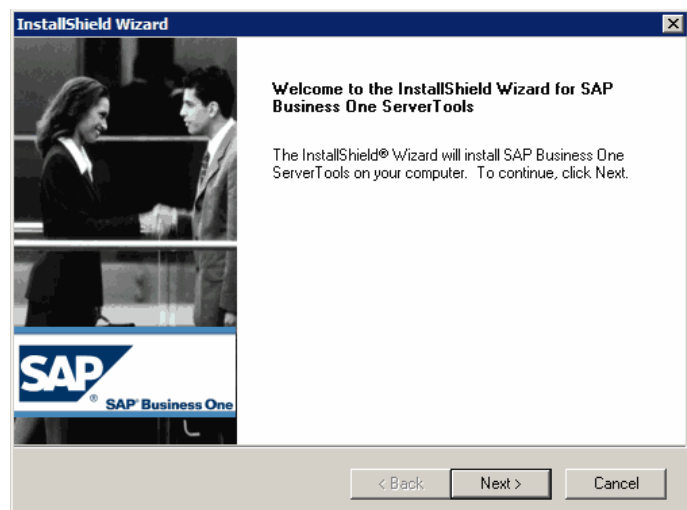 InstallShield Wizard
Welcome to the InstallShield Wizard for SAP
Business One ServerTools
The InstallShield® Wizard will install SAP Business One
ServerTools on your computer. To continue, click Next.
SAP®
SAP® Business One
< Back
Next >
Cancel